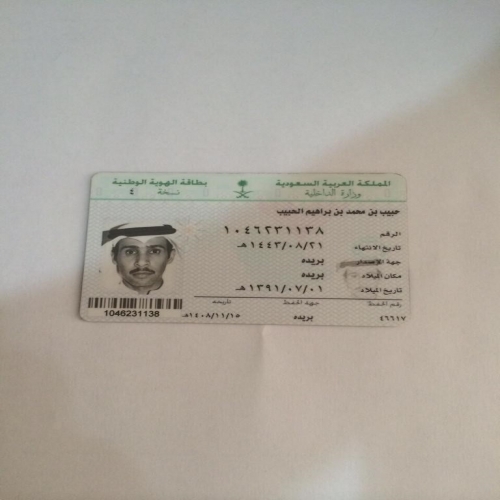 المملكة العربية السعودية
وزارة الداخلية
بطاقة الهوية الوطنية
نسخة ٤
حبيب بن محمد بن براهيم الحبيب
الرقم ١٠٤٦٢٣١١٣٨
تاريخ الانتهاء ١٤٤٣/٠٨/٢١هـ
جهة الإصدار بريده
مكان الميلاد بريده
تاريخ الميلاد ١٣٩١/٠٧/٠١هـ
رقم الحفظ جهة الحفظ تاريخه
٤٦٦١٧ بريده ١٤٠٨/١١/١٥هـ
1046231138